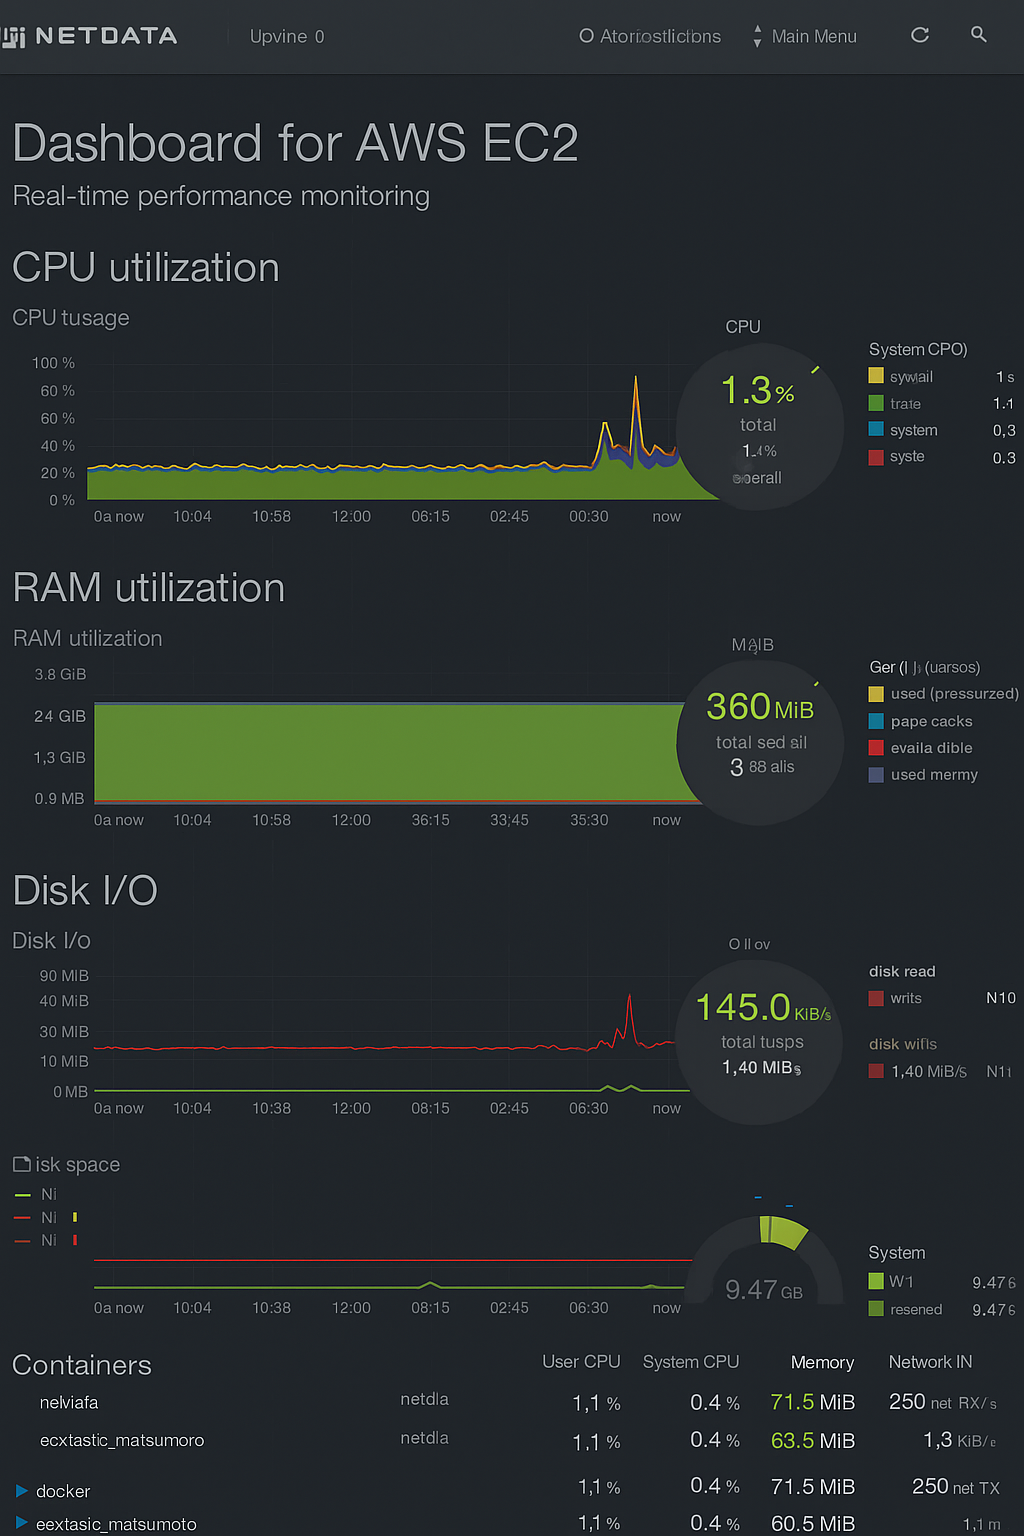 NETDATA
Upvine 0
Main Menu
Dashboard for AWS EC2
Real-time performance monitoring
CPU utilization
CPU tusage
CPU
100 %
60 %
60 %
40 %
20 %
0 %
1.3%
total
1.4%
System CPO)
1 s
trate 1.1
system 0,3
syste 0.3
0a now 10:04 10:58 12:00 06:15 02:45 00:30 now
RAM utilization
RAM utilization
3.8 GiB
24 GIB
1,3 GIB
0.9 MB
360 MiB
total sed ail
3 88 alis
Ger (uarsos)
used (pressurzed)
pape cacks
evaila dible
used mermy
0a now 10:04 10:58 12:00 36:15 33;45 35:30 now
Disk I/O
Disk I/o
O II ov
90 MIB
40 MiB
30 MIB
10 MIB
0 MB
145.0 KiB/s
total tusps
1,40 MIBs
disk read
writs N10
disk wifls
1,40 MiB/s N11
0a now 10:04 10:38 12:00 08:15 02:45 06:30 now
isk space
Ni
Ni
Ni
9.47 GB
System
W1 9.476
resened 9.476
0a now 10:04 10:38 12:00 08:15 02:45 06:30 now
Containers User CPU System CPU Memory Network IN
nelviafa netdla 1,1 % 0.4 % 71.5 MiB 250 net RX/s
ecxtastic_matsumoro netdla 1,1 % 0.4 % 63.5 MiB 1,3 KiB/e
docker 1,1 % 0.4 % 71.5 MiB 250 net TX
eextasic_matsumoto 1,1 % 0.4 % 60.5 MiB 1,1 m